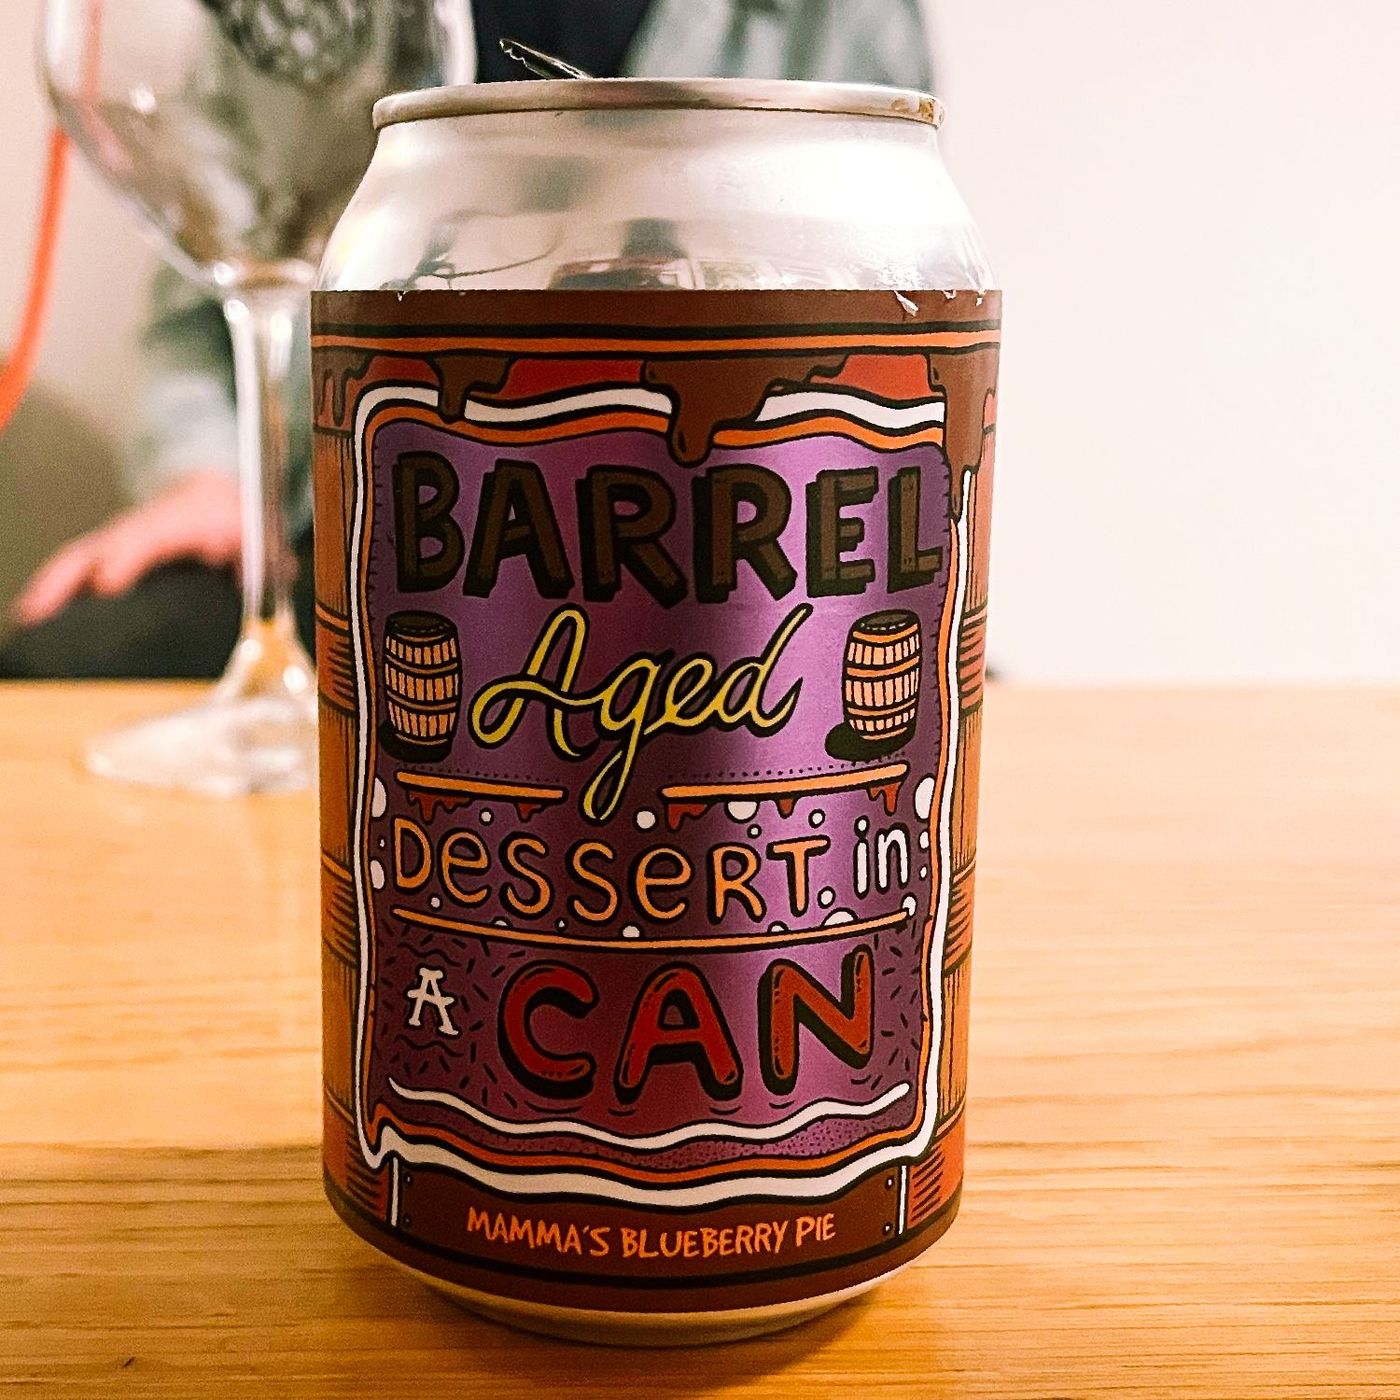 BARREL
Aged
DESSERT in
A CAN
MAMMA'S BLUEBERRY PIE